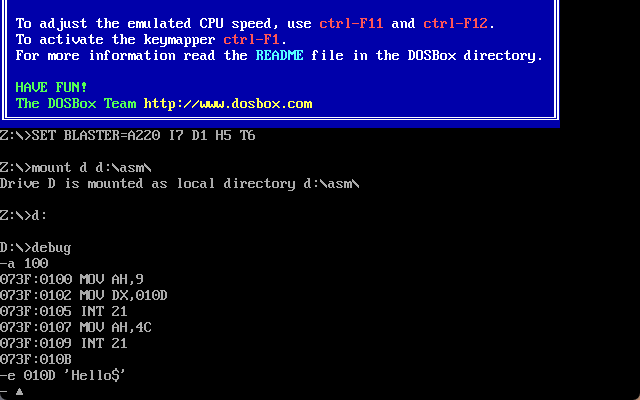 To adjust the emulated CPU speed, use ctrl-F11 and ctrl-F12.
To activate the keymapper ctrl-F1.
For more information read the README file in the DOSBox directory.
HAVE FUN!
The DOSBox Team http://www.dosbox.com
Z:\>SET BLASTER=A220 I7 D1 H5 T6
Z:\>mount d d:\asm\
Drive D is mounted as local directory d:\asm\
Z:\>d:
D:\>debug
-a 100
073F:0100 MOV AH,9
073F:0102 MOV DX,010D
073F:0105 INT 21
073F:0107 MOV AH,4C
073F:0109 INT 21
073F:010B
-e 010D 'Hello$'
- ▲